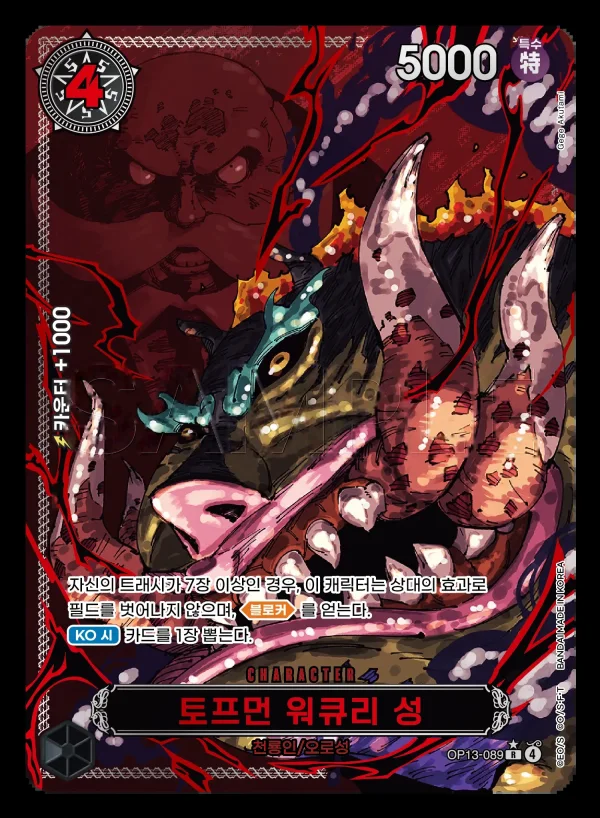 4
5000
특수
特
Gege Akutami
⚡카운터 +1000
SAMPLE
자신의 트래시가 7장 이상인 경우, 이 캐릭터는 상대의 효과로
필드를 벗어나지 않으며, 블로커 를 얻는다.
KO 시 카드를 1장 뽑는다.
CHARACTER
토프먼 워큐리 성
천룡인/오로성
OP13-089 ★ R 4
©E.O/S ©O/S·F·T BANDAI MADE IN KOREA